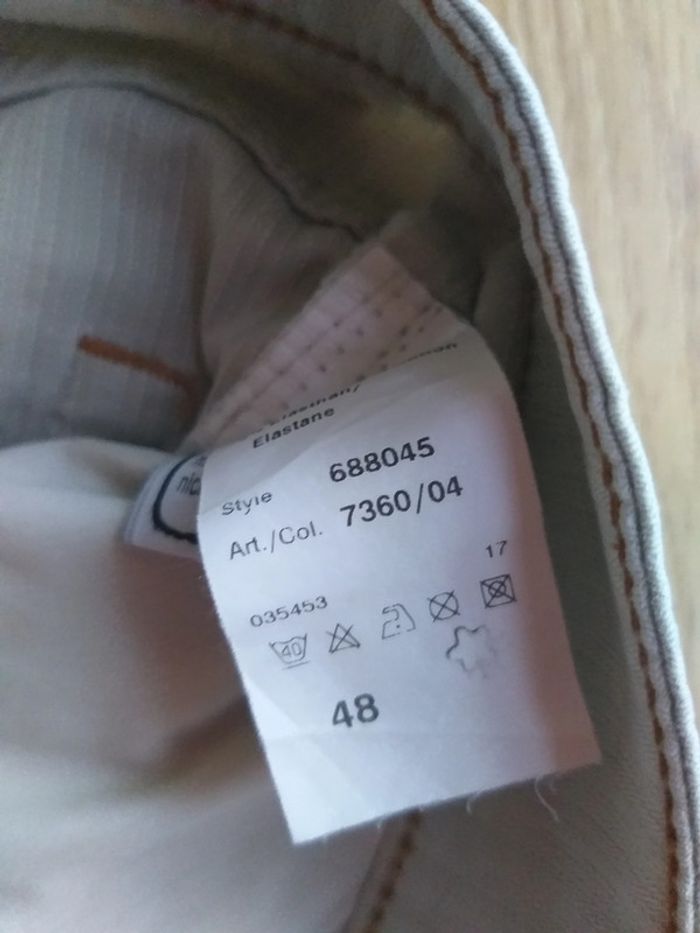 Elastane
Style 688045
Art./Col. 7360/04
17
035453
40
48